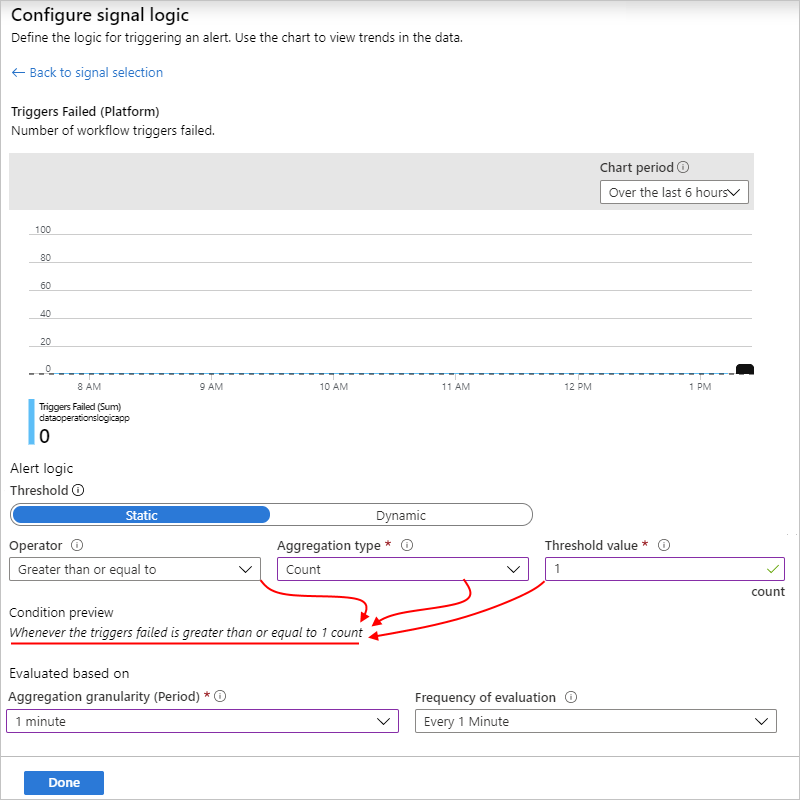 Configure signal logic
Define the logic for triggering an alert. Use the chart to view trends in the data.
← Back to signal selection
Triggers Failed (Platform)
Number of workflow triggers failed.
Chart period
Over the last 6 hours
100
80
60
40
20
0
8 AM 9 AM 10 AM 11 AM 12 PM 1 PM
Triggers Failed (Sum)
dataoperationslogicapp
0
Alert logic
Threshold
Static Dynamic
Operator Aggregation type * Threshold value *
Greater than or equal to Count 1
count
Condition preview
Whenever the triggers failed is greater than or equal to 1 count
Evaluated based on
Aggregation granularity (Period) * Frequency of evaluation
1 minute Every 1 Minute
Done